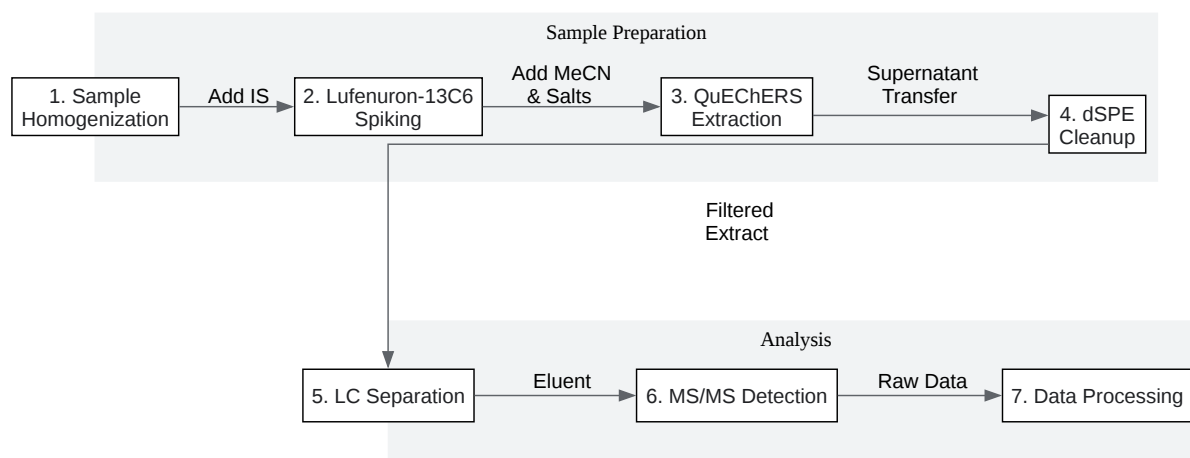 Sample Preparation
1. Sample
Homogenization
Add IS
2. Lufenuron-13C6
Spiking
Add MeCN
& Salts
3. QuEChERS
Extraction
Supernatant
Transfer
4. dSPE
Cleanup
Filtered
Extract
Analysis
5. LC Separation
Eluent
6. MS/MS Detection
Raw Data
7. Data Processing